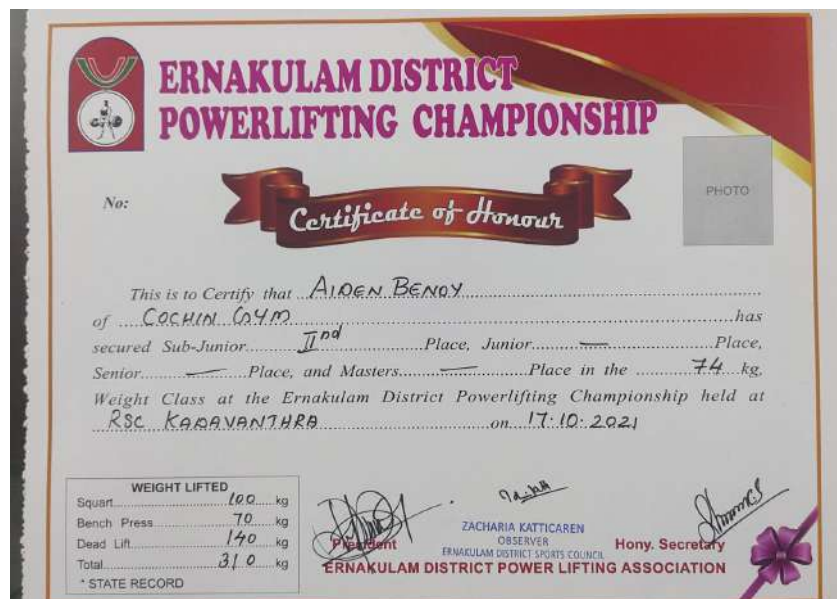 ERNAKULAM DISTRICT
POWERLIFTING CHAMPIONSHIP
No:
PHOTO
Certificate of Honour
This is to Certify that AIDEN BENOY
of COCHIN GYM has
secured Sub-Junior IInd Place, Junior — Place,
Senior — Place, and Masters — Place in the 74 kg,
Weight Class at the Ernakulam District Powerlifting Championship held at
RSC KADAVANTHRA on 17.10.2021
WEIGHT LIFTED
Squart 100 kg
Bench Press 70 kg
Dead Lift 140 kg
Total 310 kg
* STATE RECORD
President
ZACHARIA KATTICAREN
OBSERVER
ERNAKULAM DISTRICT SPORTS COUNCIL
Hony. Secretary
ERNAKULAM DISTRICT POWER LIFTING ASSOCIATION